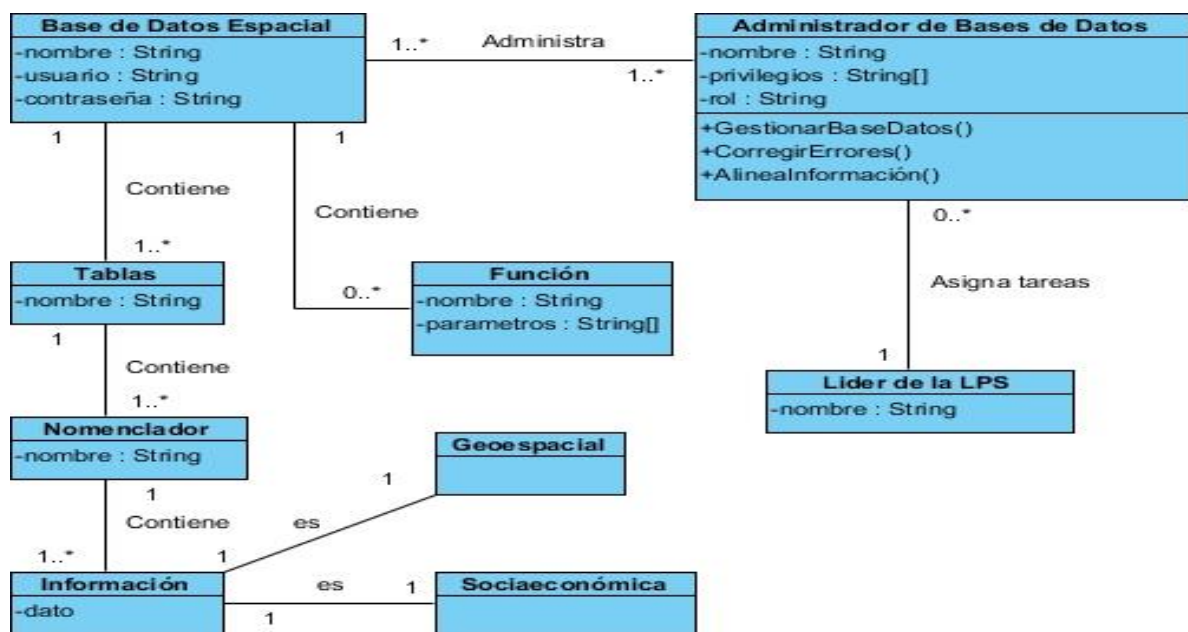 Base de Datos Espacial
-nombre : String
-usuario : String
-contraseña : String
1..*
Administra
1..*
Administrador de Bases de Datos
-nombre : String
-privilegios : String[]
-rol : String
+GestionarBaseDatos()
+CorregirErrores()
+AlineaInformación()
1
Contiene
1..*
1
Contiene
0..*
0..*
Asigna tareas
1
Tablas
-nombre : String
Función
-nombre : String
-parametros : String[]
1
Contiene
1..*
Lider de la LPS
-nombre : String
Nomenclador
-nombre : String
Geoespacial
1
Contiene
1..*
1
es
1
Información
-dato
1
es
1
Sociaeconómica